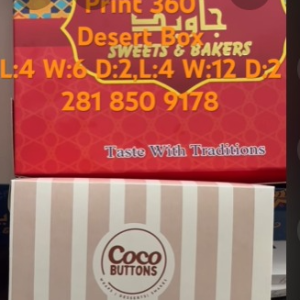 Print 360
Desert Box
L:4 W:6 D:2,L:4 W:12 D:2
281 850 9178
جاويد
SWEETS & BAKERS
Taste With Traditions
Coco
BUTTONS